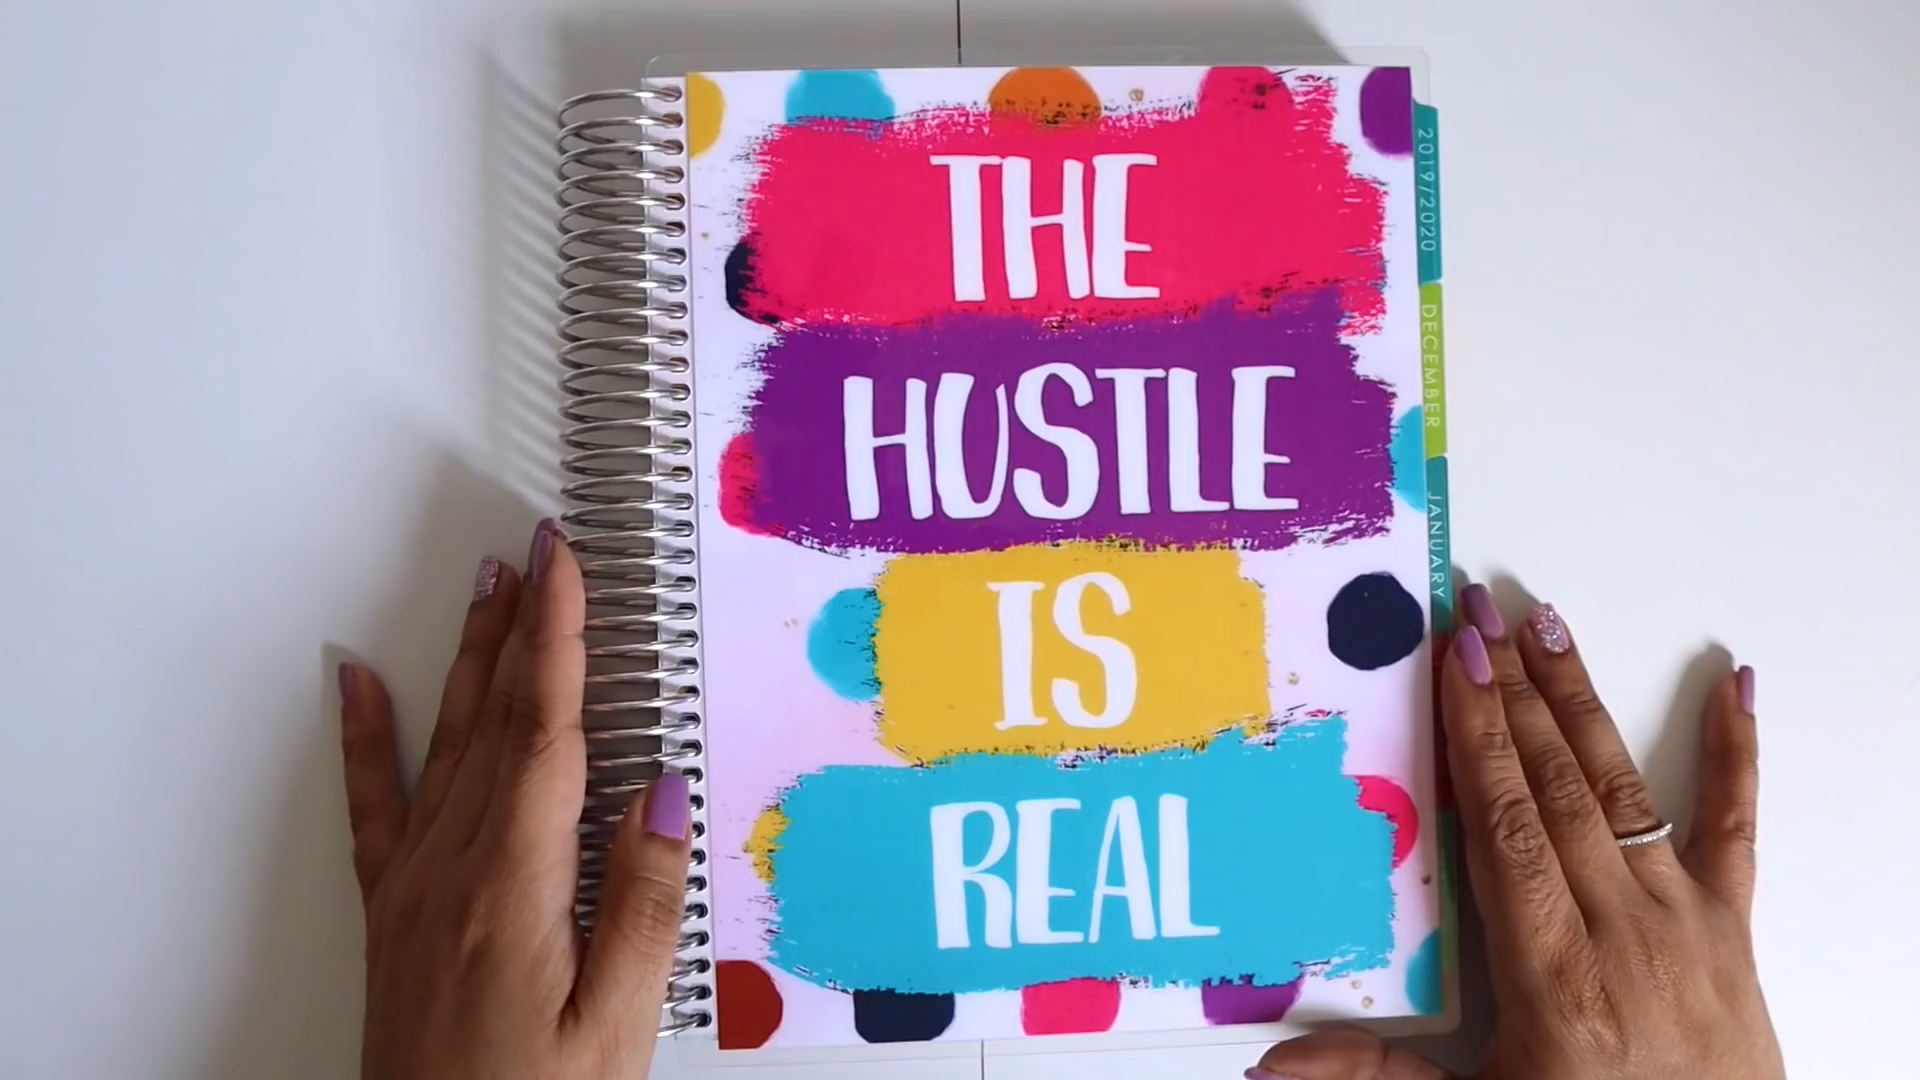 THE
HUSTLE
IS
REAL
2019/2020
DECEMBER
JANUARY